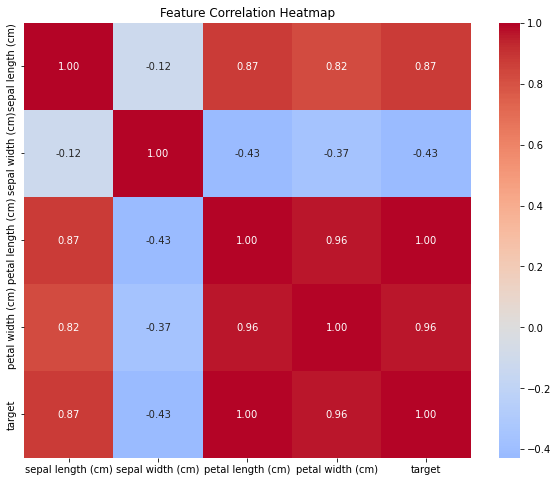 Feature Correlation Heatmap
sepal length (cm)
1.00 -0.12 0.87 0.82 0.87
sepal width (cm)
-0.12 1.00 -0.43 -0.37 -0.43
petal length (cm)
0.87 -0.43 1.00 0.96 1.00
petal width (cm)
0.82 -0.37 0.96 1.00 0.96
target
0.87 -0.43 1.00 0.96 1.00
sepal length (cm) sepal width (cm) petal length (cm) petal width (cm) target
1.0
0.8
0.6
0.4
0.2
0.0
-0.2
-0.4